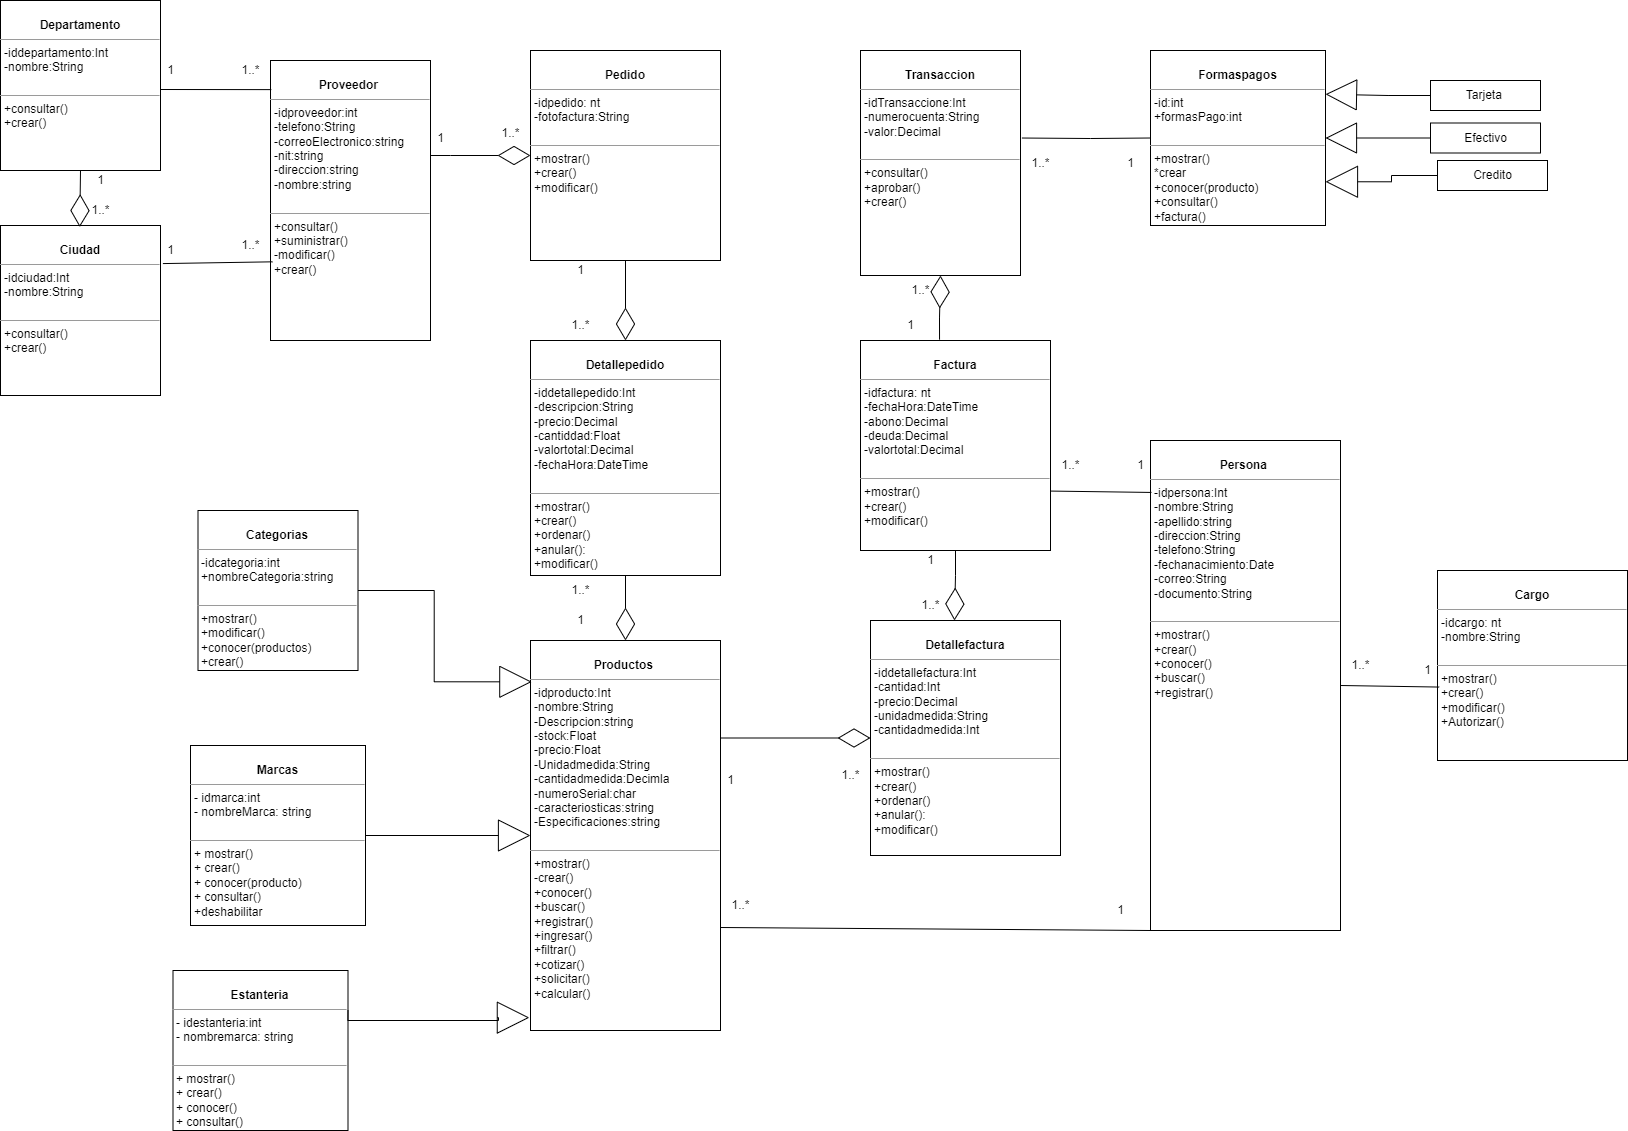 Departamento
-iddepartamento:Int
-nombre:String
+consultar()
+crear()
1
1..*
1
1..*
Ciudad
-idciudad:Int
-nombre:String
+consultar()
+crear()
1
1..*
Proveedor
-idproveedor:int
-telefono:String
-correoElectronico:string
-nit:string
-direccion:string
-nombre:string
+consultar()
+suministrar()
-modificar()
+crear()
1
1..*
Pedido
-idpedido: nt
-fotofactura:String
+mostrar()
+crear()
+modificar()
1
1..*
Detallepedido
-iddetallepedido:Int
-descripcion:String
-precio:Decimal
-cantiddad:Float
-valortotal:Decimal
-fechaHora:DateTime
+mostrar()
+crear()
+ordenar()
+anular():
+modificar()
1..*
1
Transaccion
-idTransaccione:Int
-numerocuenta:String
-valor:Decimal
+consultar()
+aprobar()
+crear()
1..*
1
Formaspagos
-id:int
+formasPago:int
+mostrar()
*crear
+conocer(producto)
+consultar()
+factura()
Tarjeta
Efectivo
Credito
1..*
1
Factura
-idfactura: nt
-fechaHora:DateTime
-abono:Decimal
-deuda:Decimal
-valortotal:Decimal
+mostrar()
+crear()
+modificar()
1..*
1
1
1..*
Persona
-idpersona:Int
-nombre:String
-apellido:string
-direccion:String
-telefono:String
-fechanacimiento:Date
-correo:String
-documento:String
+mostrar()
+crear()
+conocer()
+buscar()
+registrar()
1..*
1
Cargo
-idcargo: nt
-nombre:String
+mostrar()
+crear()
+modificar()
+Autorizar()
Categorias
-idcategoria:int
+nombreCategoria:string
+mostrar()
+modificar()
+conocer(productos)
+crear()
Marcas
- idmarca:int
- nombreMarca: string
+ mostrar()
+ crear()
+ conocer(producto)
+ consultar()
+deshabilitar
Estanteria
- idestanteria:int
- nombremarca: string
+ mostrar()
+ crear()
+ conocer()
+ consultar()
Productos
-idproducto:Int
-nombre:String
-Descripcion:string
-stock:Float
-precio:Float
-Unidadmedida:String
-cantidadmedida:Decimla
-numeroSerial:char
-caracteriosticas:string
-Especificaciones:string
+mostrar()
-crear()
+conocer()
+buscar()
+registrar()
+ingresar()
+filtrar()
+cotizar()
+solicitar()
+calcular()
1
1..*
1..*
1
Detallefactura
-iddetallefactura:Int
-cantidad:Int
-precio:Decimal
-unidadmedida:String
-cantidadmedida:Int
+mostrar()
+crear()
+ordenar()
+anular():
+modificar()